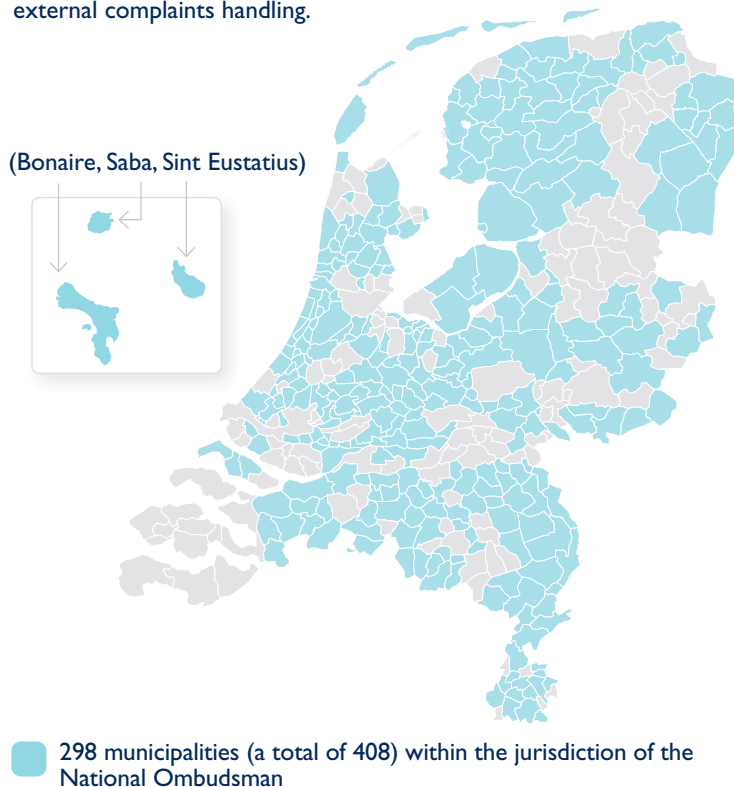 external complaints handling.
(Bonaire, Saba, Sint Eustatius)
298 municipalities (a total of 408) within the jurisdiction of the
National Ombudsman